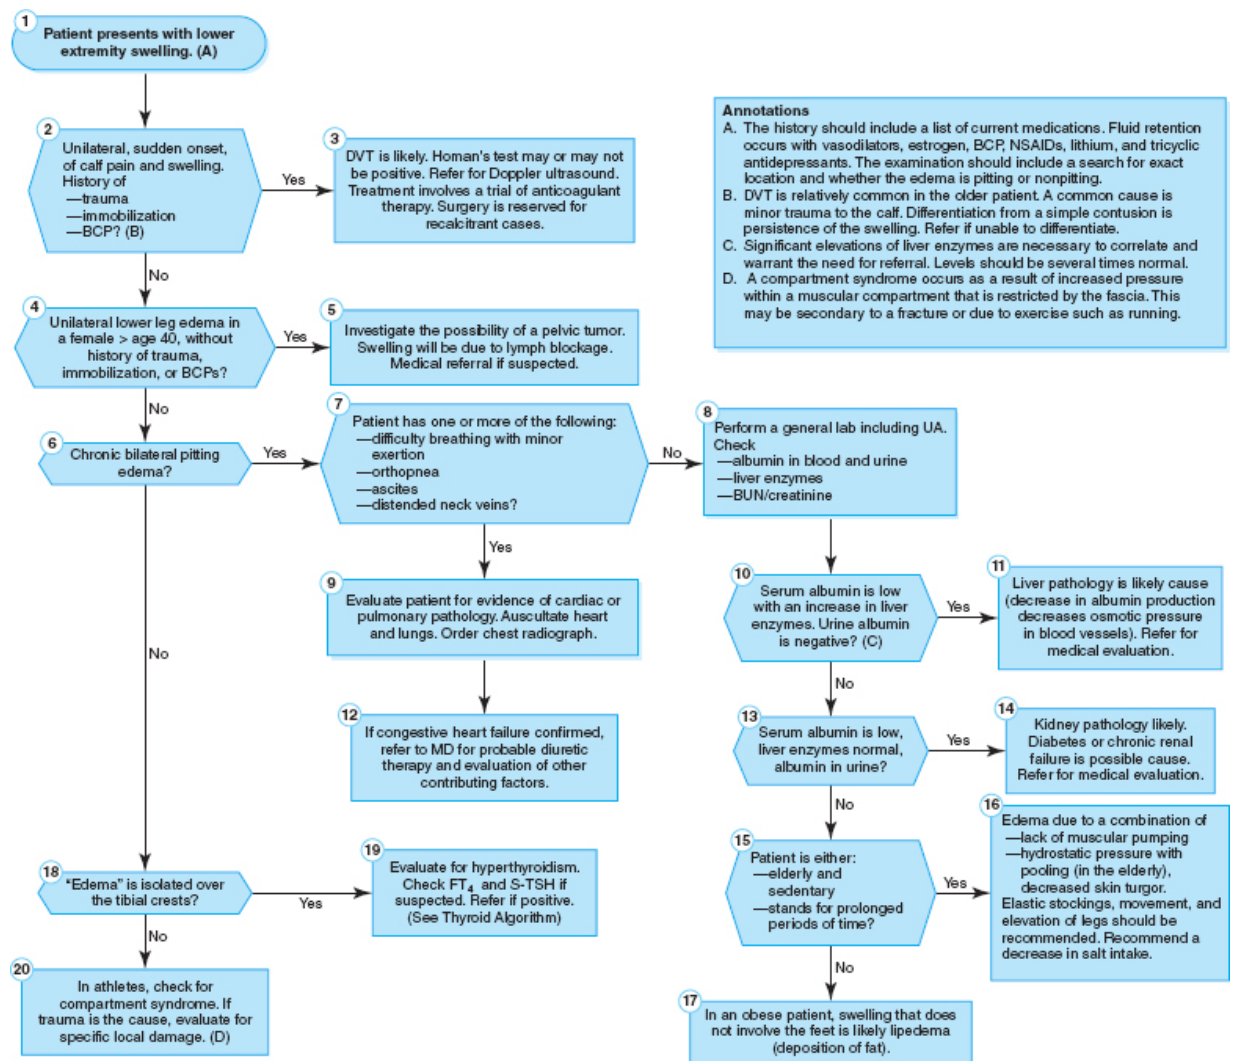 1
Patient presents with lower
extremity swelling. (A)
2
Unilateral, sudden onset,
of calf pain and swelling.
History of
—trauma
—immobilization
—BCP? (B)
Yes
3
DVT is likely. Homan's test may or may not
be positive. Refer for Doppler ultrasound.
Treatment involves a trial of anticoagulant
therapy. Surgery is reserved for
recalcitrant cases.
Annotations
A. The history should include a list of current medications. Fluid retention
occurs with vasodilators, estrogen, BCP, NSAIDs, lithium, and tricyclic
antidepressants. The examination should include a search for exact
location and whether the edema is pitting or nonpitting.
B. DVT is relatively common in the older patient. A common cause is
minor trauma to the calf. Differentiation from a simple contusion is
persistence of the swelling. Refer if unable to differentiate.
C. Significant elevations of liver enzymes are necessary to correlate and
warrant the need for referral. Levels should be several times normal.
D. A compartment syndrome occurs as a result of increased pressure
within a muscular compartment that is restricted by the fascia. This
may be secondary to a fracture or due to exercise such as running.
No
4
Unilateral lower leg edema in
a female > age 40, without
history of trauma,
immobilization, or BCPs?
Yes
5
Investigate the possibility of a pelvic tumor.
Swelling will be due to lymph blockage.
Medical referral if suspected.
No
6
Chronic bilateral pitting
edema?
Yes
7
Patient has one or more of the following:
—difficulty breathing with minor
exertion
—orthopnea
—ascites
—distended neck veins?
No
8
Perform a general lab including UA.
Check
—albumin in blood and urine
—liver enzymes
—BUN/creatinine
Yes
9
Evaluate patient for evidence of cardiac or
pulmonary pathology. Auscultate heart
and lungs. Order chest radiograph.
10
Serum albumin is low
with an increase in liver
enzymes. Urine albumin
is negative? (C)
Yes
11
Liver pathology is likely cause
(decrease in albumin production
decreases osmotic pressure
in blood vessels). Refer for
medical evaluation.
No
No
12
If congestive heart failure confirmed,
refer to MD for probable diuretic
therapy and evaluation of other
contributing factors.
13
Serum albumin is low,
liver enzymes normal,
albumin in urine?
Yes
14
Kidney pathology likely.
Diabetes or chronic renal
failure is possible cause.
Refer for medical evaluation.
No
15
Patient is either:
—elderly and
sedentary
—stands for prolonged
periods of time?
Yes
16
Edema due to a combination of
—lack of muscular pumping
—hydrostatic pressure with
pooling (in the elderly),
decreased skin turgor.
Elastic stockings, movement, and
elevation of legs should be
recommended. Recommend a
decrease in salt intake.
No
17
In an obese patient, swelling that does
not involve the feet is likely lipedema
(deposition of fat).
18
"Edema" is isolated over
the tibial crests?
Yes
19
Evaluate for hyperthyroidism.
Check FT4 and S-TSH if
suspected. Refer if positive.
(See Thyroid Algorithm)
No
20
In athletes, check for
compartment syndrome. If
trauma is the cause, evaluate for
specific local damage. (D)